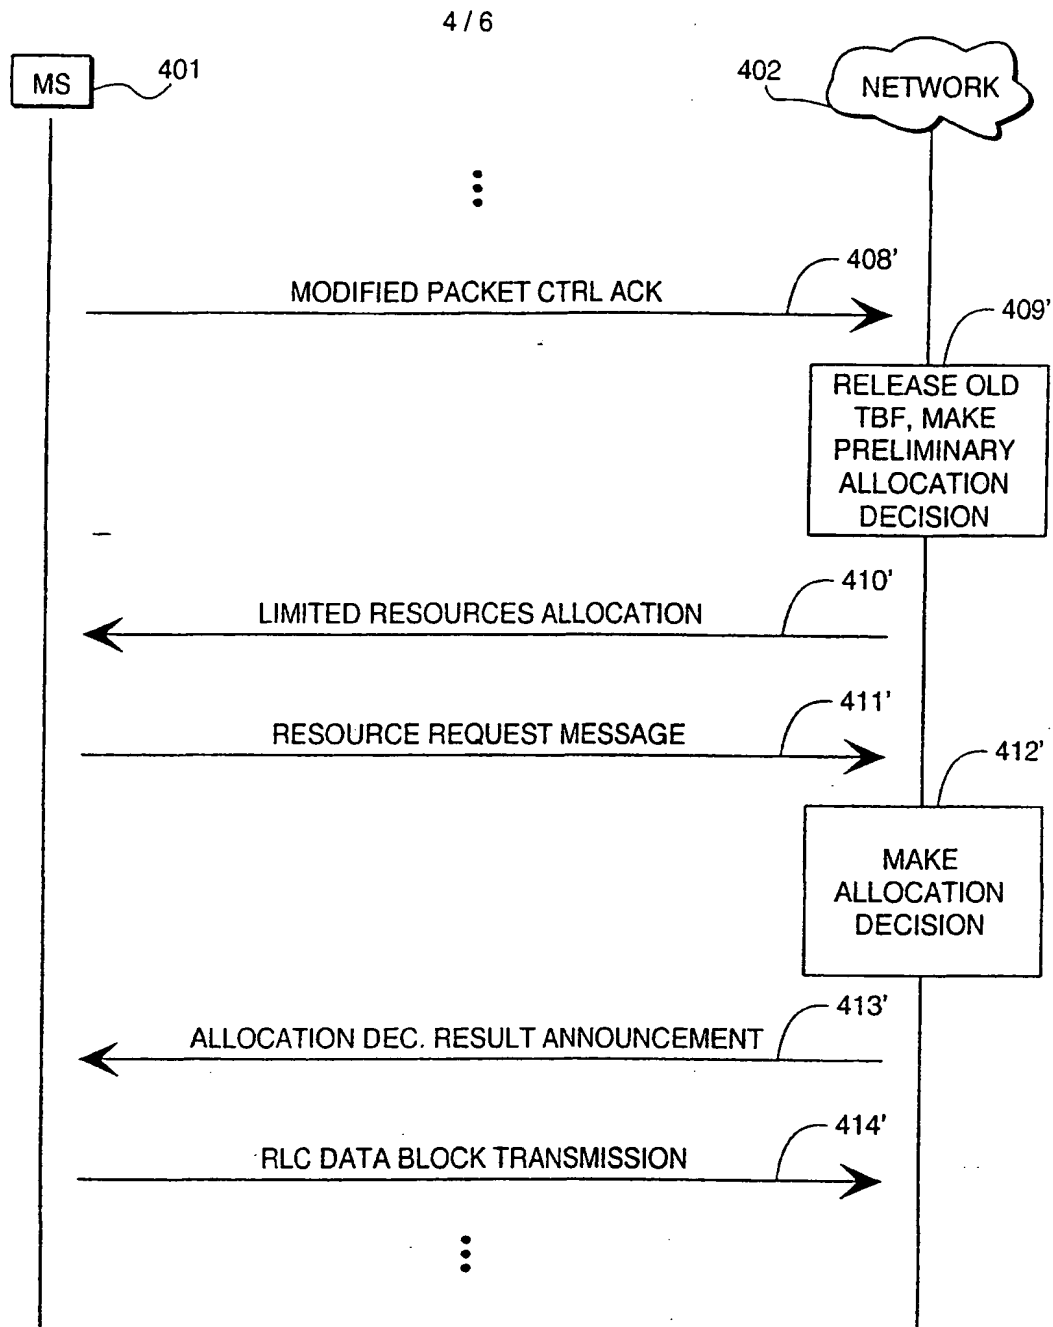 4 / 6
MS
401
402
NETWORK
408'
MODIFIED PACKET CTRL ACK
409'
RELEASE OLD
TBF, MAKE
PRELIMINARY
ALLOCATION
DECISION
410'
LIMITED RESOURCES ALLOCATION
411'
RESOURCE REQUEST MESSAGE
412'
MAKE
ALLOCATION
DECISION
413'
ALLOCATION DEC. RESULT ANNOUNCEMENT
414'
RLC DATA BLOCK TRANSMISSION